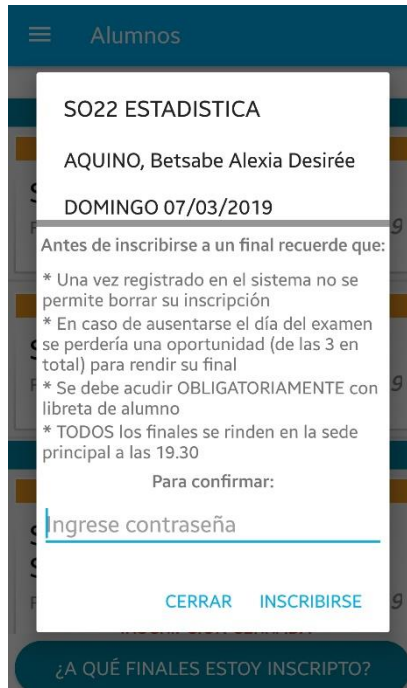 Alumnos
SO22 ESTADISTICA
AQUINO, Betsabe Alexia Desirée
DOMINGO 07/03/2019
Antes de inscribirse a un final recuerde que:
* Una vez registrado en el sistema no se
permite borrar su inscripción
* En caso de ausentarse el día del examen
se perdería una oportunidad (de las 3 en
total) para rendir su final
* Se debe acudir OBLIGATORIAMENTE con
libreta de alumno
* TODOS los finales se rinden en la sede
principal a las 19.30
Para confirmar:
Ingrese contraseña
CERRAR INSCRIBIRSE
¿A QUÉ FINALES ESTOY INSCRIPTO?